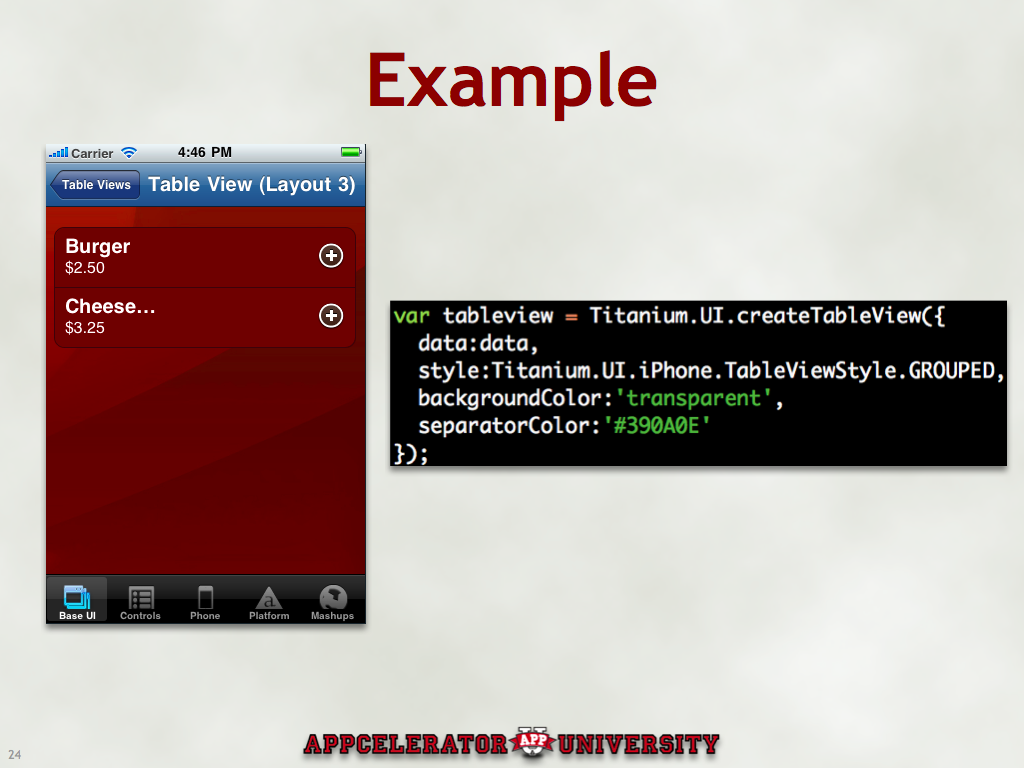 Example
Carrier 4:46 PM
Table Views Table View (Layout 3)
Burger
$2.50
Cheese…
$3.25
Base UI Controls Phone Platform Mashups
var tableview = Titanium.UI.createTableView({
data:data,
style:Titanium.UI.iPhone.TableViewStyle.GROUPED,
backgroundColor:'transparent',
separatorColor:'#390A0E'
});
24
APPCELERATOR U APP UNIVERSITY